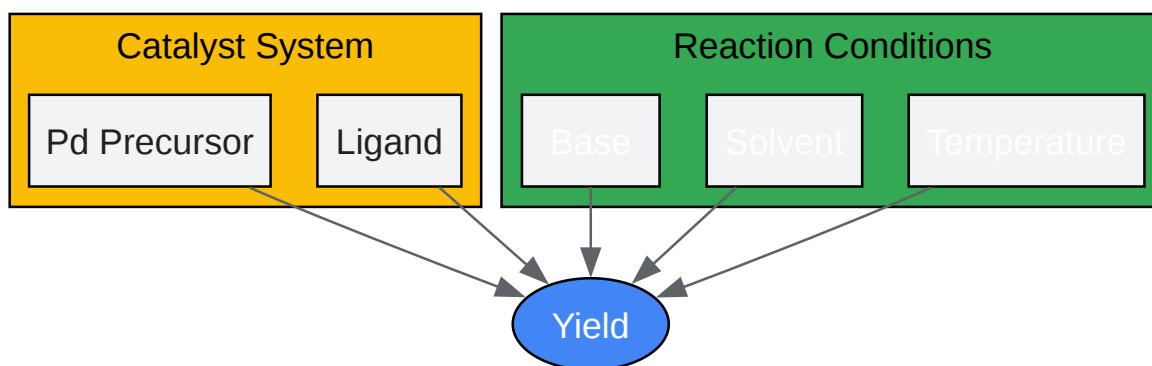 Catalyst System
Reaction Conditions
Pd Precursor
Ligand
Base
Solvent
Temperature
Yield